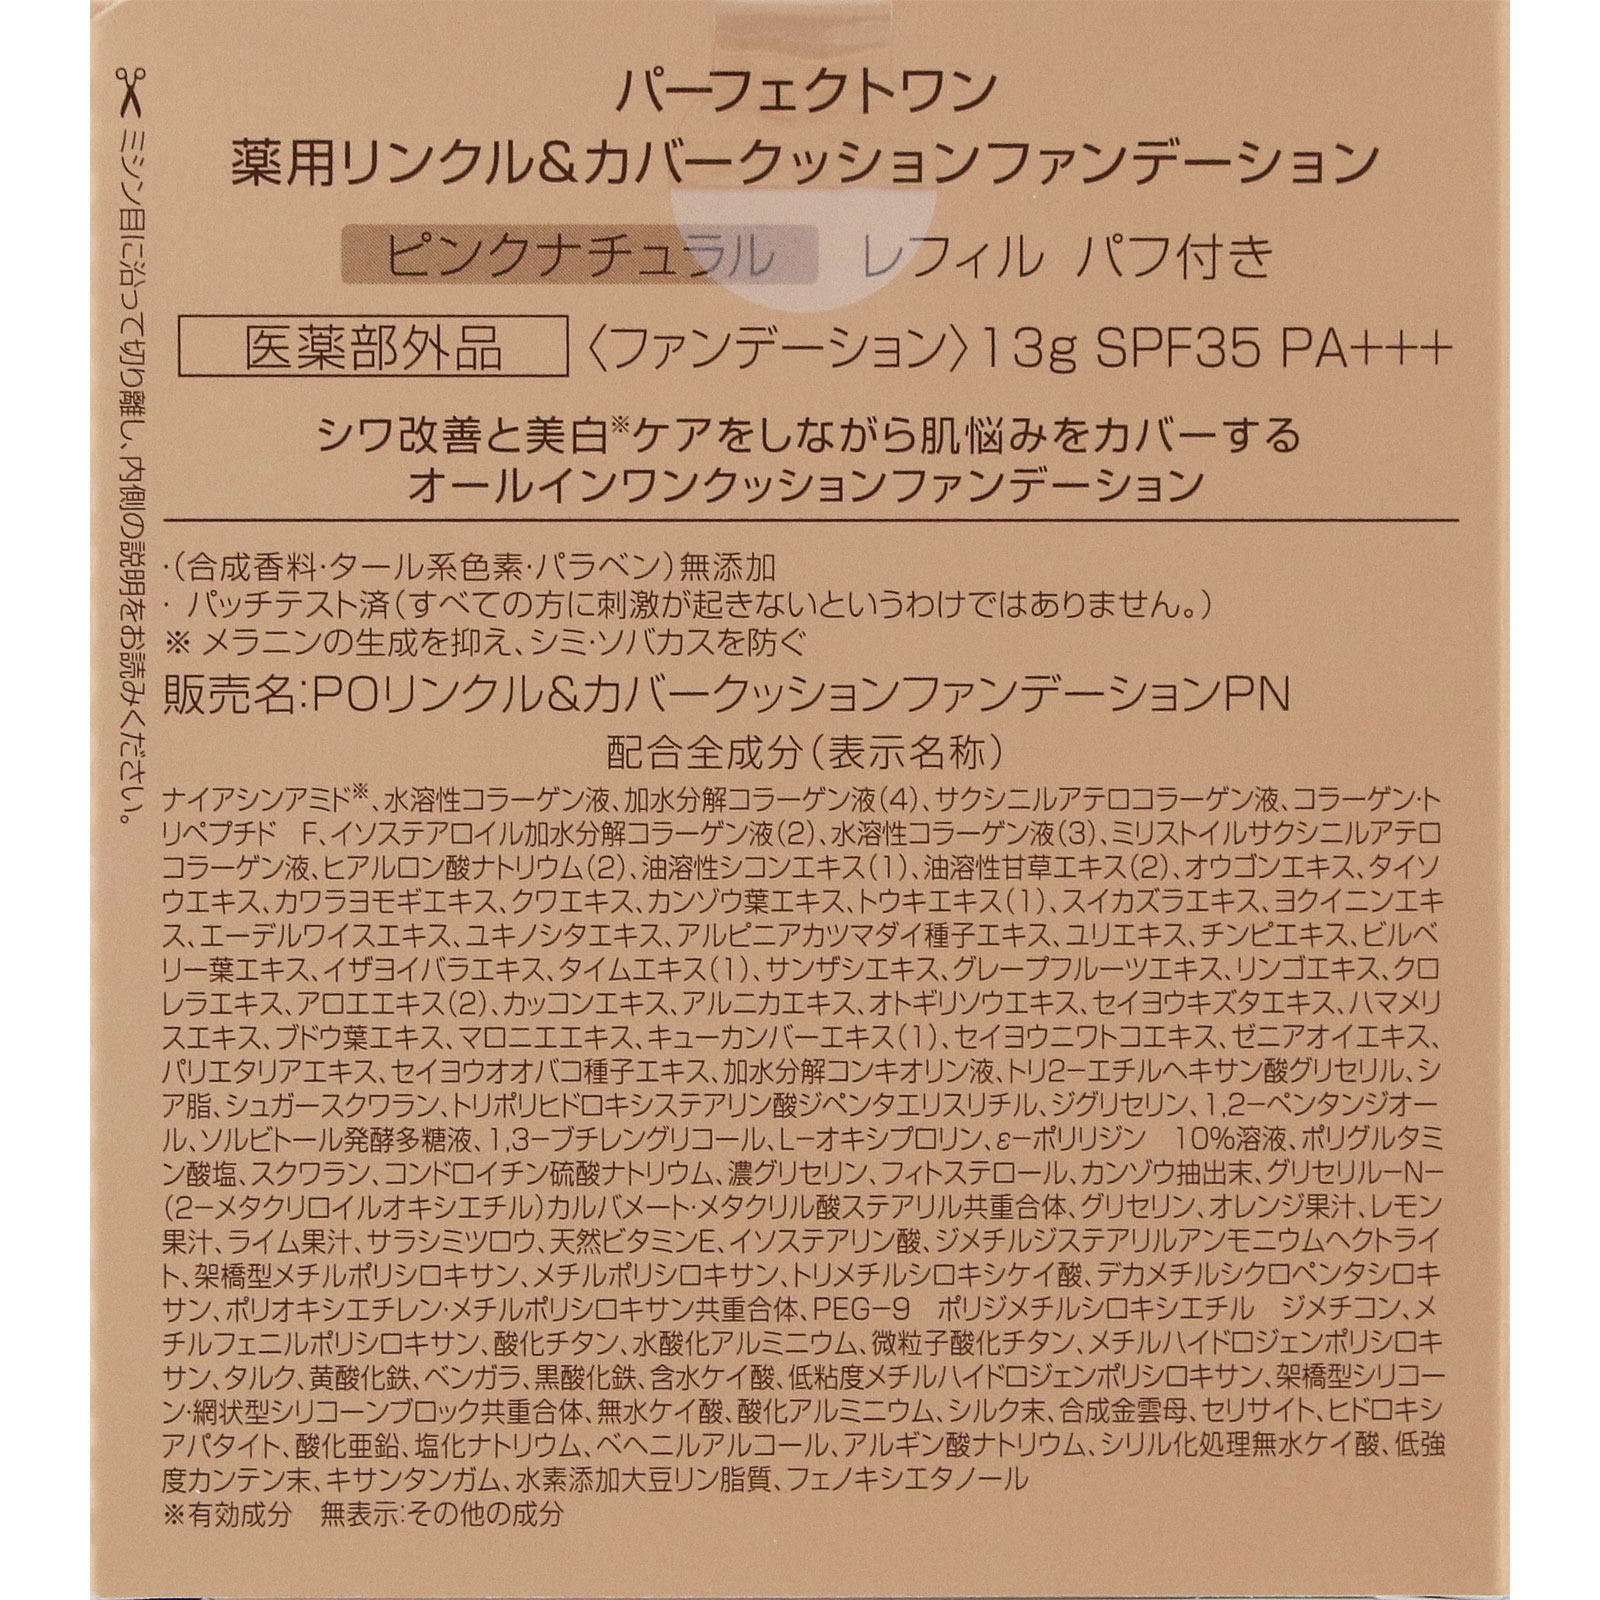 パーフェクトワン
薬用リンクル&カバークッションファンデーション
ピンクナチュラル レフィル パフ付き
医薬部外品 〈ファンデーション〉13g SPF35 PA+++
シワ改善と美白※ケアをしながら肌悩みをカバーする
オールインワンクッションファンデーション
・(合成香料・タール系色素・パラベン)無添加
・ パッチテスト済(すべての方に刺激が起きないというわけではありません。)
※ メラニンの生成を抑え、シミ・ソバカスを防ぐ
販売名:POリンクル&カバークッションファンデーションPN
配合全成分(表示名称)
ナイアシンアミド※、水溶性コラーゲン液、加水分解コラーゲン液(4)、サクシニルアテロコラーゲン液、コラーゲン・ト
リペプチド F、イソステアロイル加水分解コラーゲン液(2)、水溶性コラーゲン液(3)、ミリストイルサクシニルアテロ
コラーゲン液、ヒアルロン酸ナトリウム(2)、油溶性シコンエキス(1)、油溶性甘草エキス(2)、オウゴンエキス、タイソ
ウエキス、カワラヨモギエキス、クワエキス、カンゾウ葉エキス、トウキエキス(1)、スイカズラエキス、ヨクイニンエキ
ス、エーデルワイスエキス、ユキノシタエキス、アルピニアカツマダイ種子エキス、ユリエキス、チンピエキス、ビルベ
リー葉エキス、イザヨイバラエキス、タイムエキス(1)、サンザシエキス、グレープフルーツエキス、リンゴエキス、クロ
レラエキス、アロエエキス(2)、カッコンエキス、アルニカエキス、オトギリソウエキス、セイヨウキズタエキス、ハマメリ
スエキス、ブドウ葉エキス、マロニエエキス、キューカンバーエキス(1)、セイヨウニワトコエキス、ゼニアオイエキス、
パリエタリアエキス、セイヨウオオバコ種子エキス、加水分解コンキオリン液、トリ2-エチルヘキサン酸グリセリル、シ
ア脂、シュガースクワラン、トリポリヒドロキシステアリン酸ジペンタエリスリチル、ジグリセリン、1,2-ペンタンジオー
ル、ソルビトール発酵多糖液、1,3-ブチレングリコール、L-オキシプロリン、ε-ポリリジン 10%溶液、ポリグルタミ
ン酸塩、スクワラン、コンドロイチン硫酸ナトリウム、濃グリセリン、フィトステロール、カンゾウ抽出末、グリセリル-N-
(2-メタクリロイルオキシエチル)カルバメート・メタクリル酸ステアリル共重合体、グリセリン、オレンジ果汁、レモン
果汁、ライム果汁、サラシミツロウ、天然ビタミンE、イソステアリン酸、ジメチルジステアリルアンモニウムヘクトライ
ト、架橋型メチルポリシロキサン、メチルポリシロキサン、トリメチルシロキシケイ酸、デカメチルシクロペンタシロキ
サン、ポリオキシエチレン・メチルポリシロキサン共重合体、PEG-9 ポリジメチルシロキシエチル ジメチコン、メ
チルフェニルポリシロキサン、酸化チタン、水酸化アルミニウム、微粒子酸化チタン、メチルハイドロジェンポリシロキ
サン、タルク、黄酸化鉄、ベンガラ、黒酸化鉄、含水ケイ酸、低粘度メチルハイドロジェンポリシロキサン、架橋型シリコー
ン・網状型シリコーンブロック共重合体、無水ケイ酸、酸化アルミニウム、シルク末、合成金雲母、セリサイト、ヒドロキシ
アパタイト、酸化亜鉛、塩化ナトリウム、ベヘニルアルコール、アルギン酸ナトリウム、シリル化処理無水ケイ酸、低強
度カンテン末、キサンタンガム、水素添加大豆リン脂質、フェノキシエタノール
※有効成分 無表示:その他の成分
ミシン目に沿って切り離し、内側の説明をお読みください。